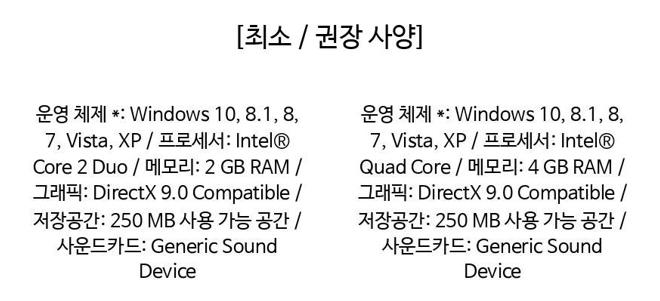 [최소 / 권장 사양]
운영 체제 *: Windows 10, 8.1, 8,
7, Vista, XP / 프로세서: Intel®
Core 2 Duo / 메모리: 2 GB RAM /
그래픽: DirectX 9.0 Compatible /
저장공간: 250 MB 사용 가능 공간 /
사운드카드: Generic Sound
Device
운영 체제 *: Windows 10, 8.1, 8,
7, Vista, XP / 프로세서: Intel®
Quad Core / 메모리: 4 GB RAM /
그래픽: DirectX 9.0 Compatible /
저장공간: 250 MB 사용 가능 공간 /
사운드카드: Generic Sound
Device